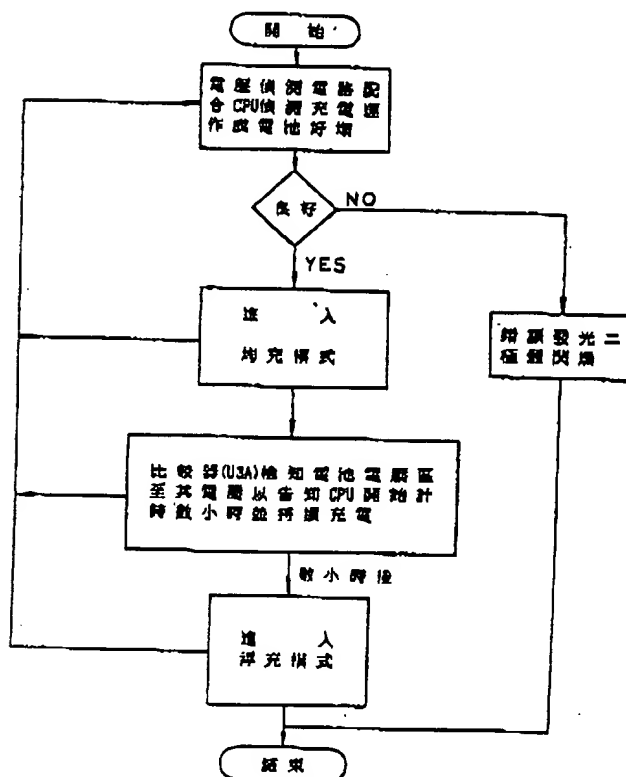 開始
電壓偵測電路配
合CPU偵測充電運
作或電池好壞
良好
NO
YES
進入
均充模式
錯誤發光二
極體閃爍
比較器(U3A)檢知電池電壓
至其電壓以告知CPU開始計
時數小時並持續充電
數小時後
進入
浮充模式
結束